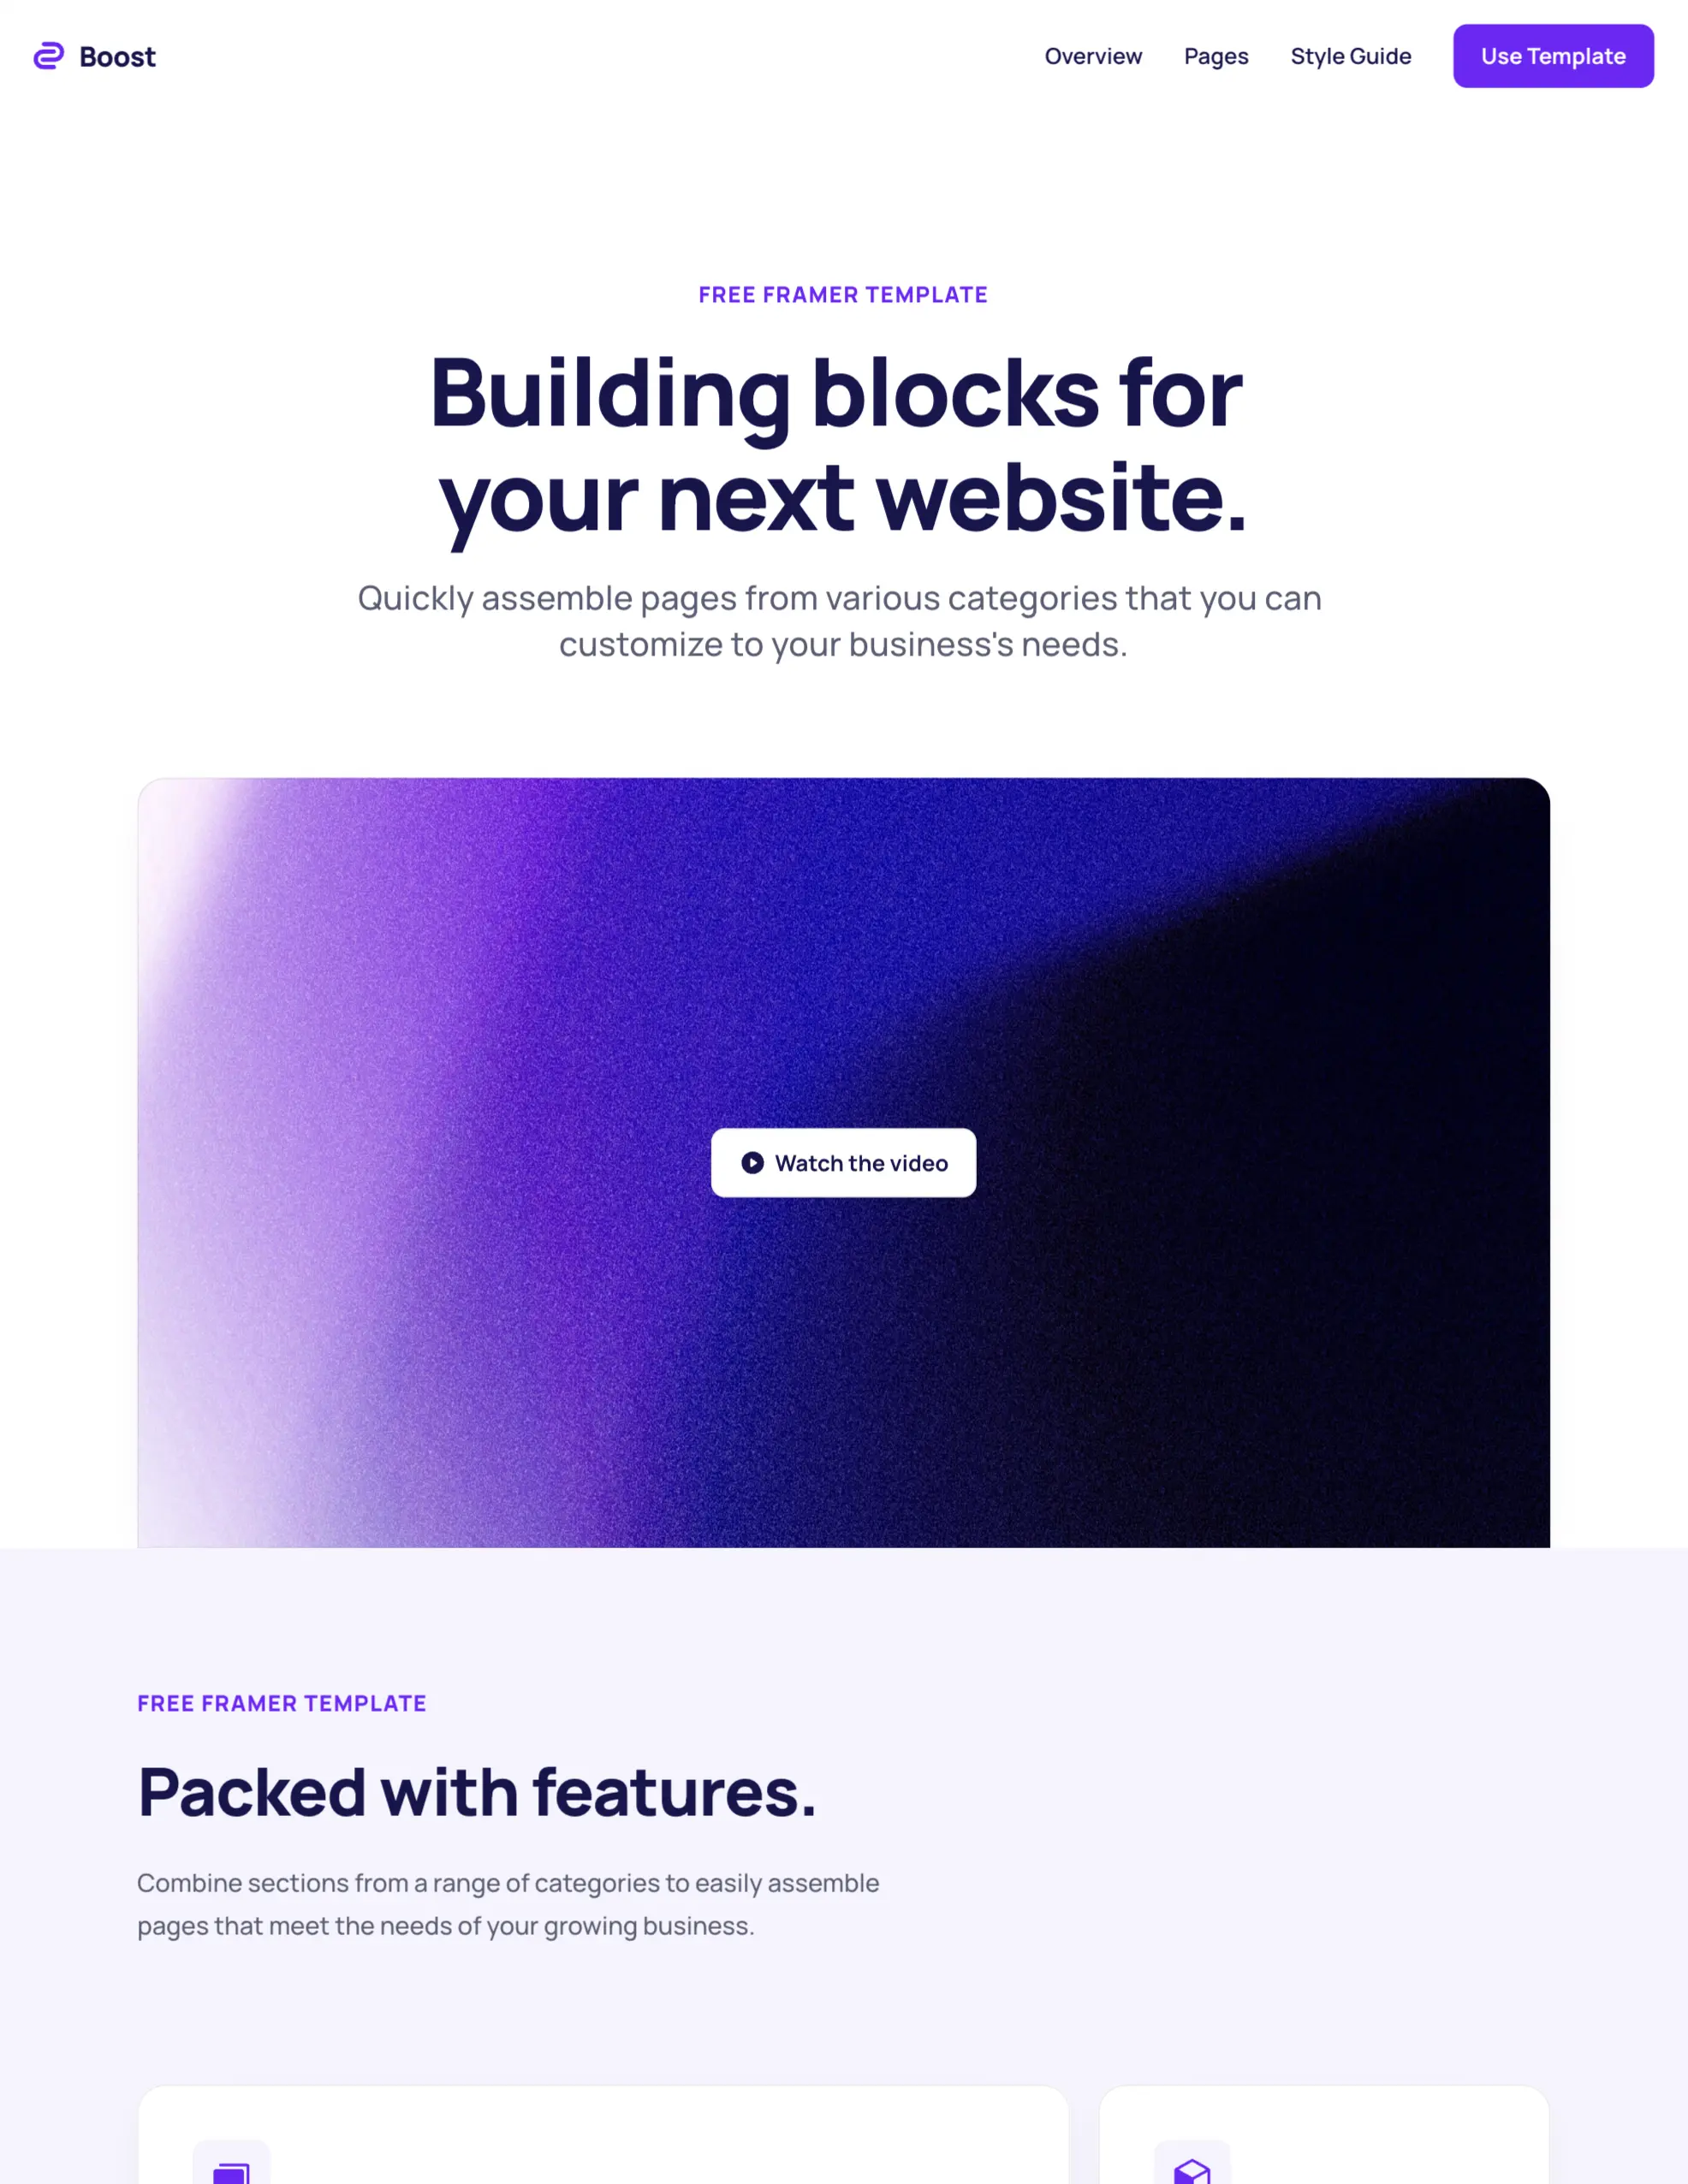 Boost
Overview
Pages
Style Guide
Use Template
FREE FRAMER TEMPLATE
Building blocks for
your next website.
Quickly assemble pages from various categories that you can
customize to your business's needs.
Watch the video
FREE FRAMER TEMPLATE
Packed with features.
Combine sections from a range of categories to easily assemble
pages that meet the needs of your growing business.